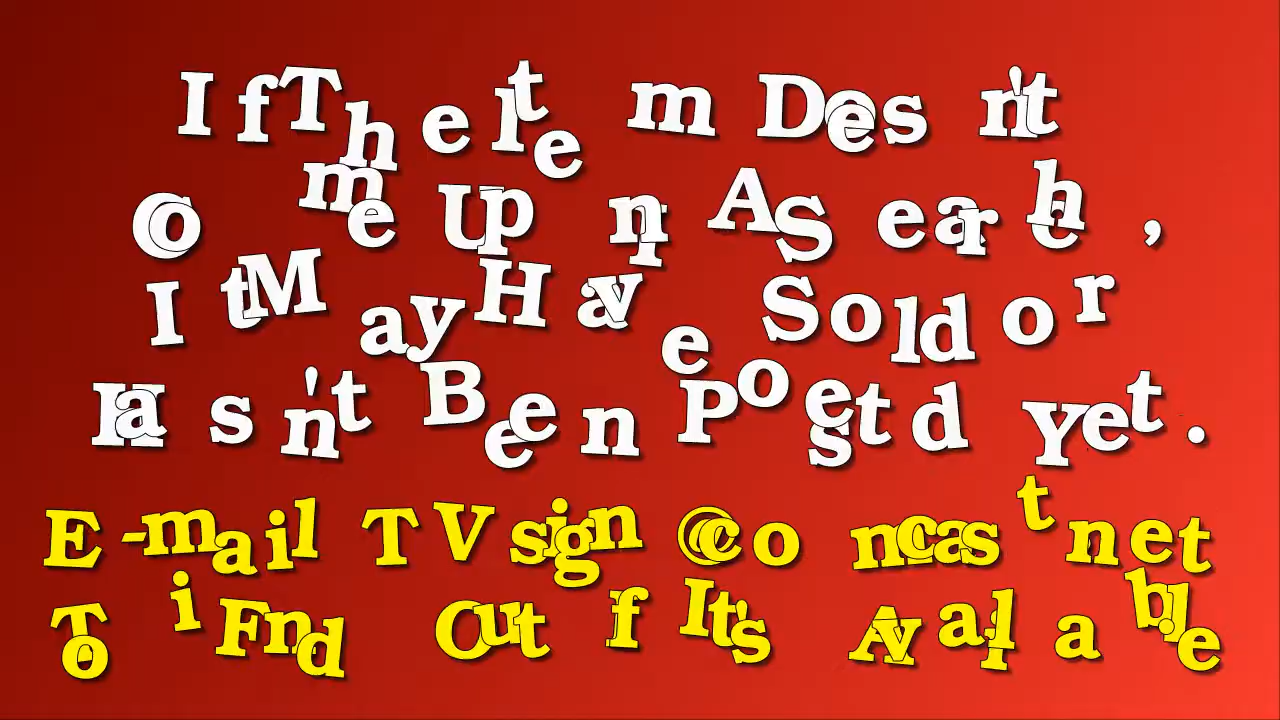 If The Item Doesn't
Come Up In A Search,
It May Have Sold or
Hasn't Been Posted Yet.
E-mail TVsign@comcast.net
To Find Out If It's Available